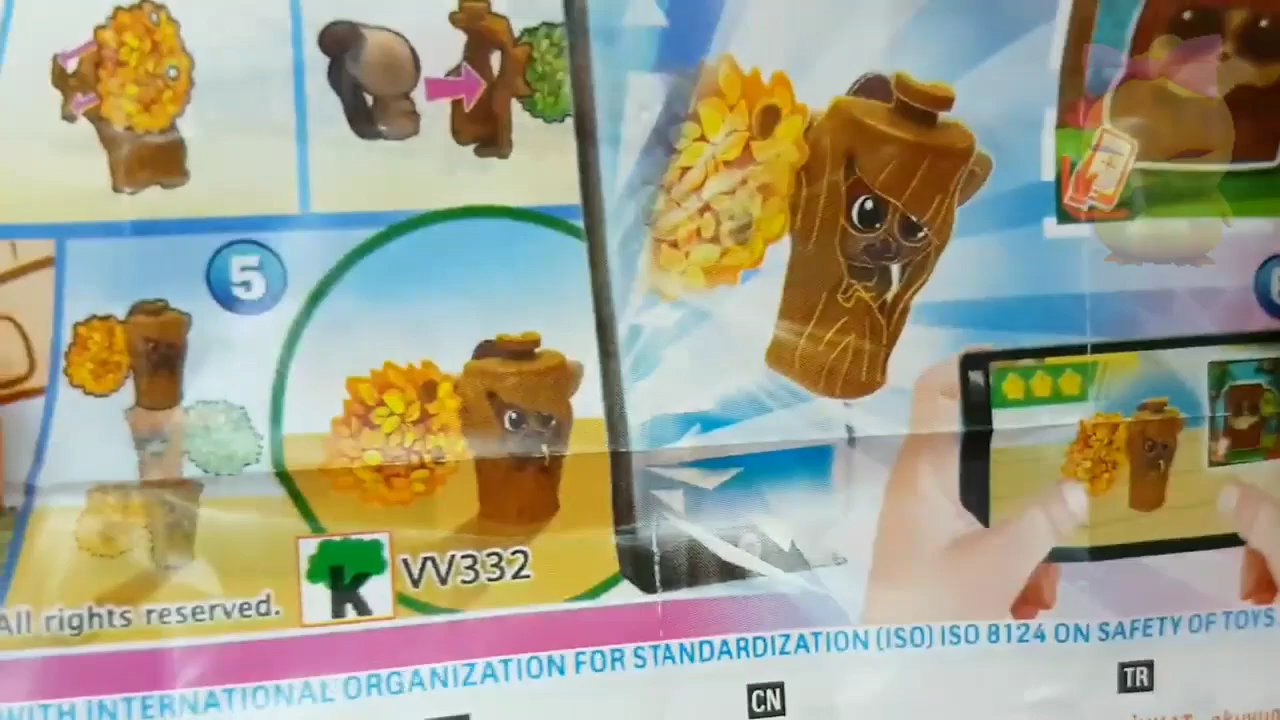 5
K
VV332
All rights reserved.
WITH INTERNATIONAL ORGANIZATION FOR STANDARDIZATION (ISO) ISO 8124 ON SAFETY OF TOYS
CN
TR